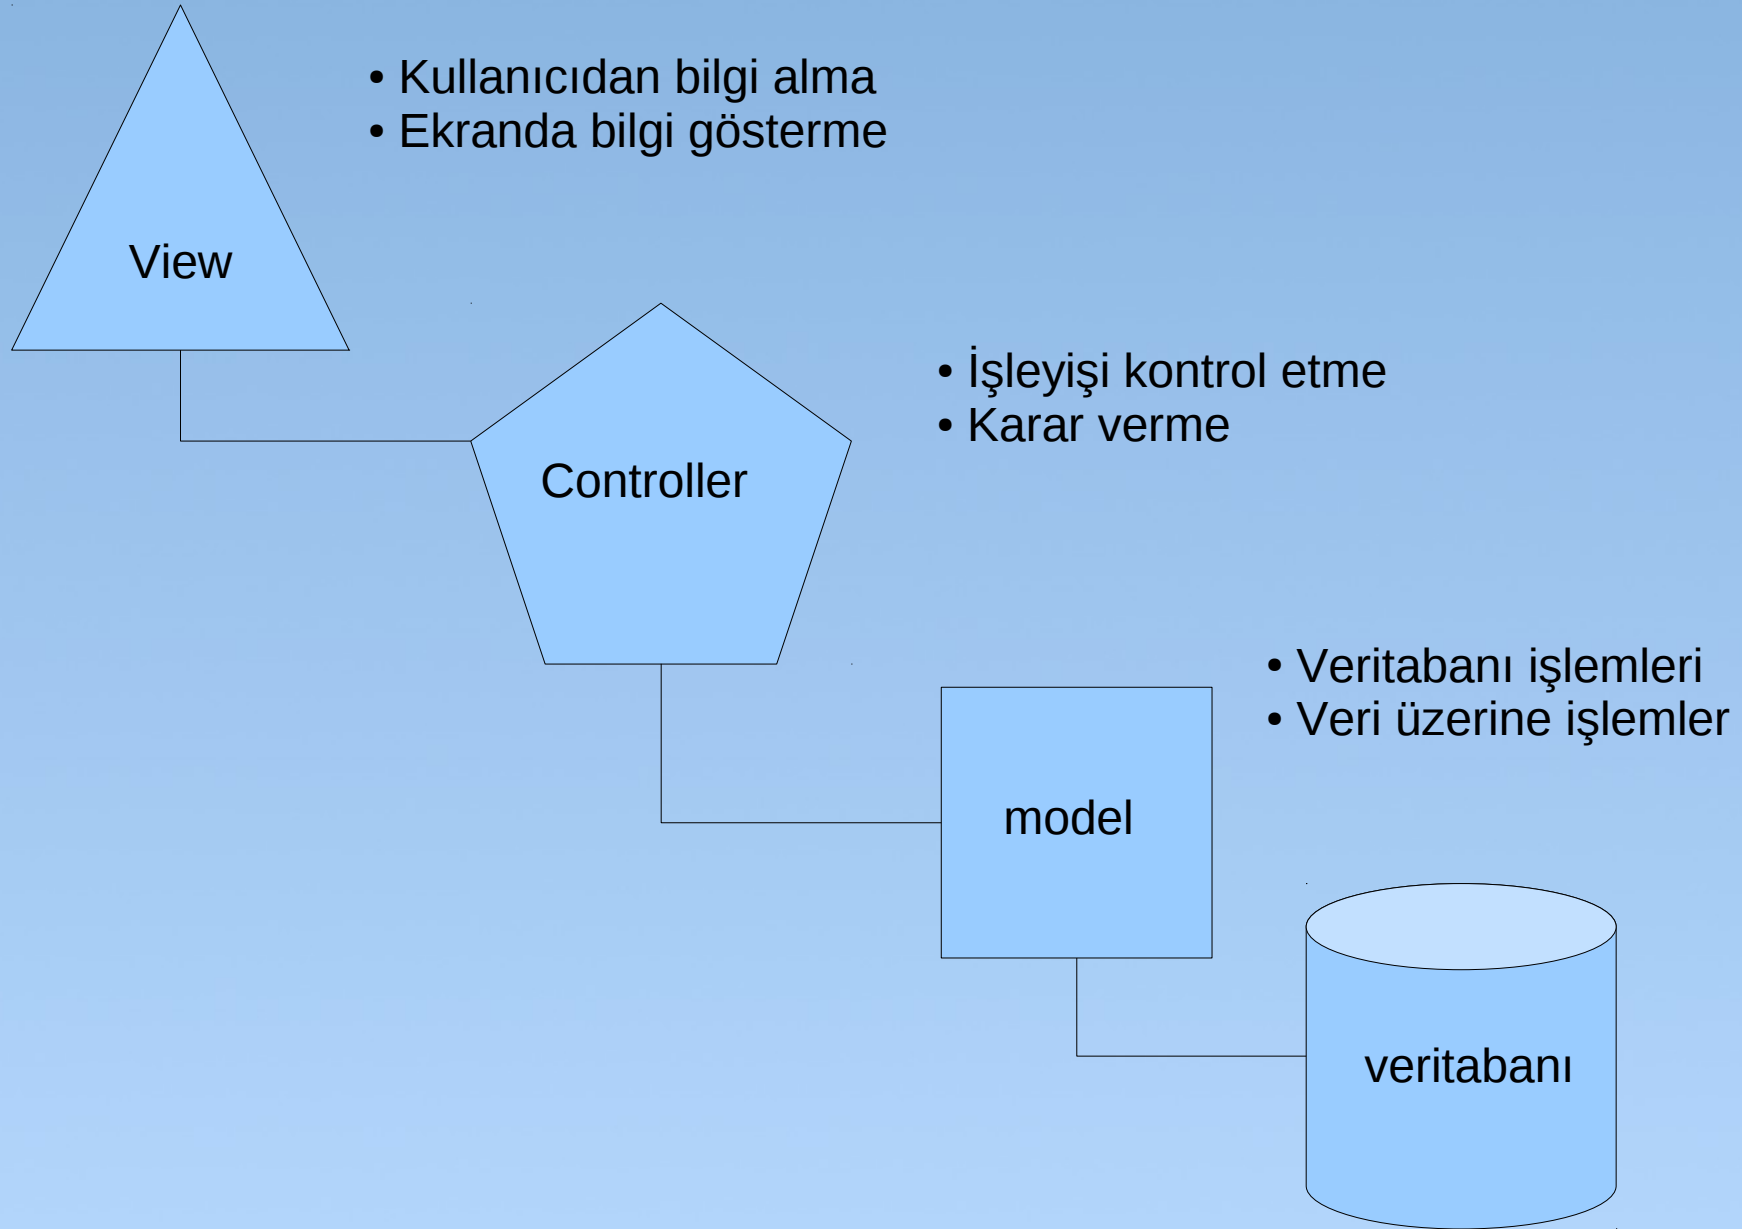 • Kullanıcıdan bilgi alma
• Ekranda bilgi gösterme
View
• İşleyişi kontrol etme
• Karar verme
Controller
• Veritabanı işlemleri
• Veri üzerine işlemler
model
veritabanı